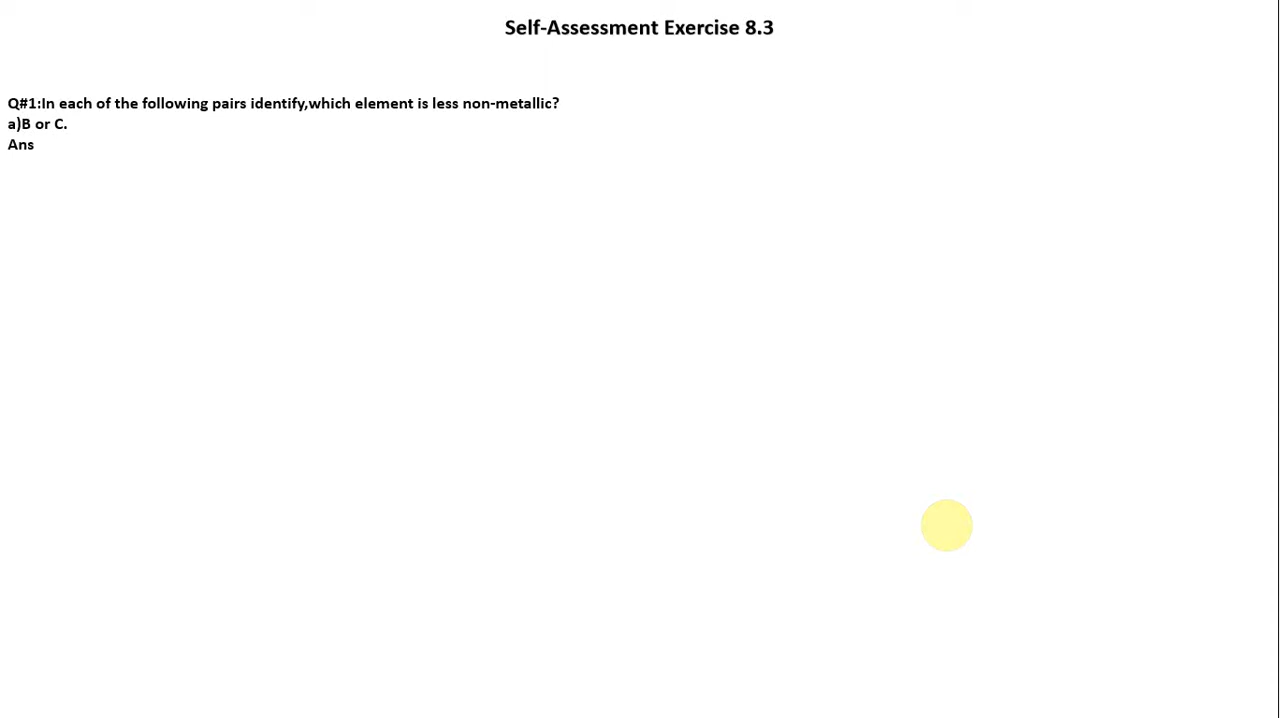 Self-Assessment Exercise 8.3
Q#1:In each of the following pairs identify,which element is less non-metallic?
a)B or C.
Ans